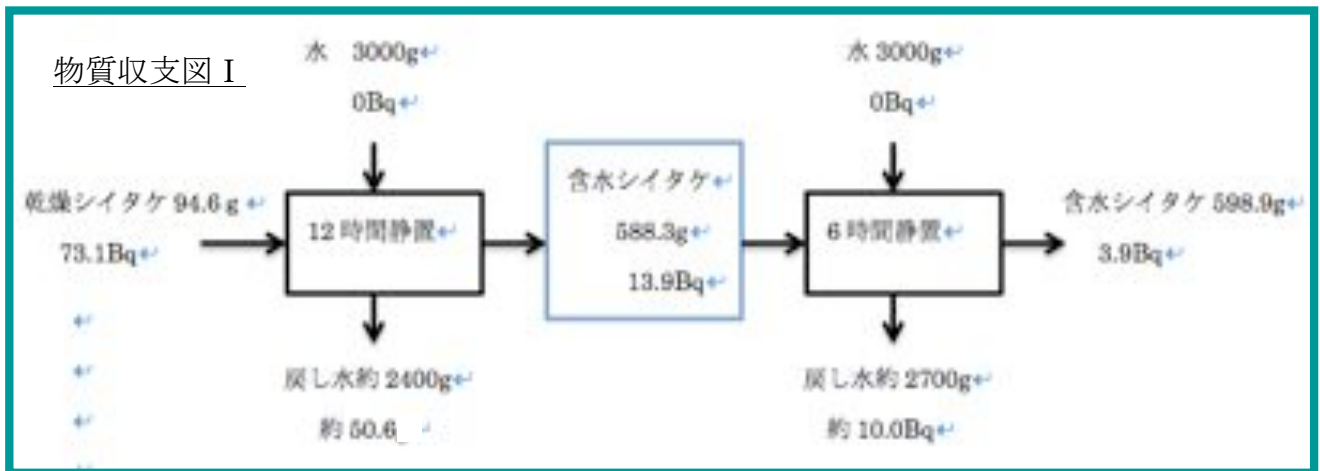 物質収支図 I
水　3000g↵
0Bq↵
水 3000g↵
0Bq↵
乾燥シイタケ 94.6 g ↵
73.1Bq↵
12 時間静置↵
含水シイタケ↵
588.3g↵
13.9Bq↵
6 時間静置↵
含水シイタケ 598.9g↵
3.9Bq↵
↵
↵
↵
戻し水約 2400g↵
約 50.6
戻し水約 2700g↵
約 10.0Bq↵